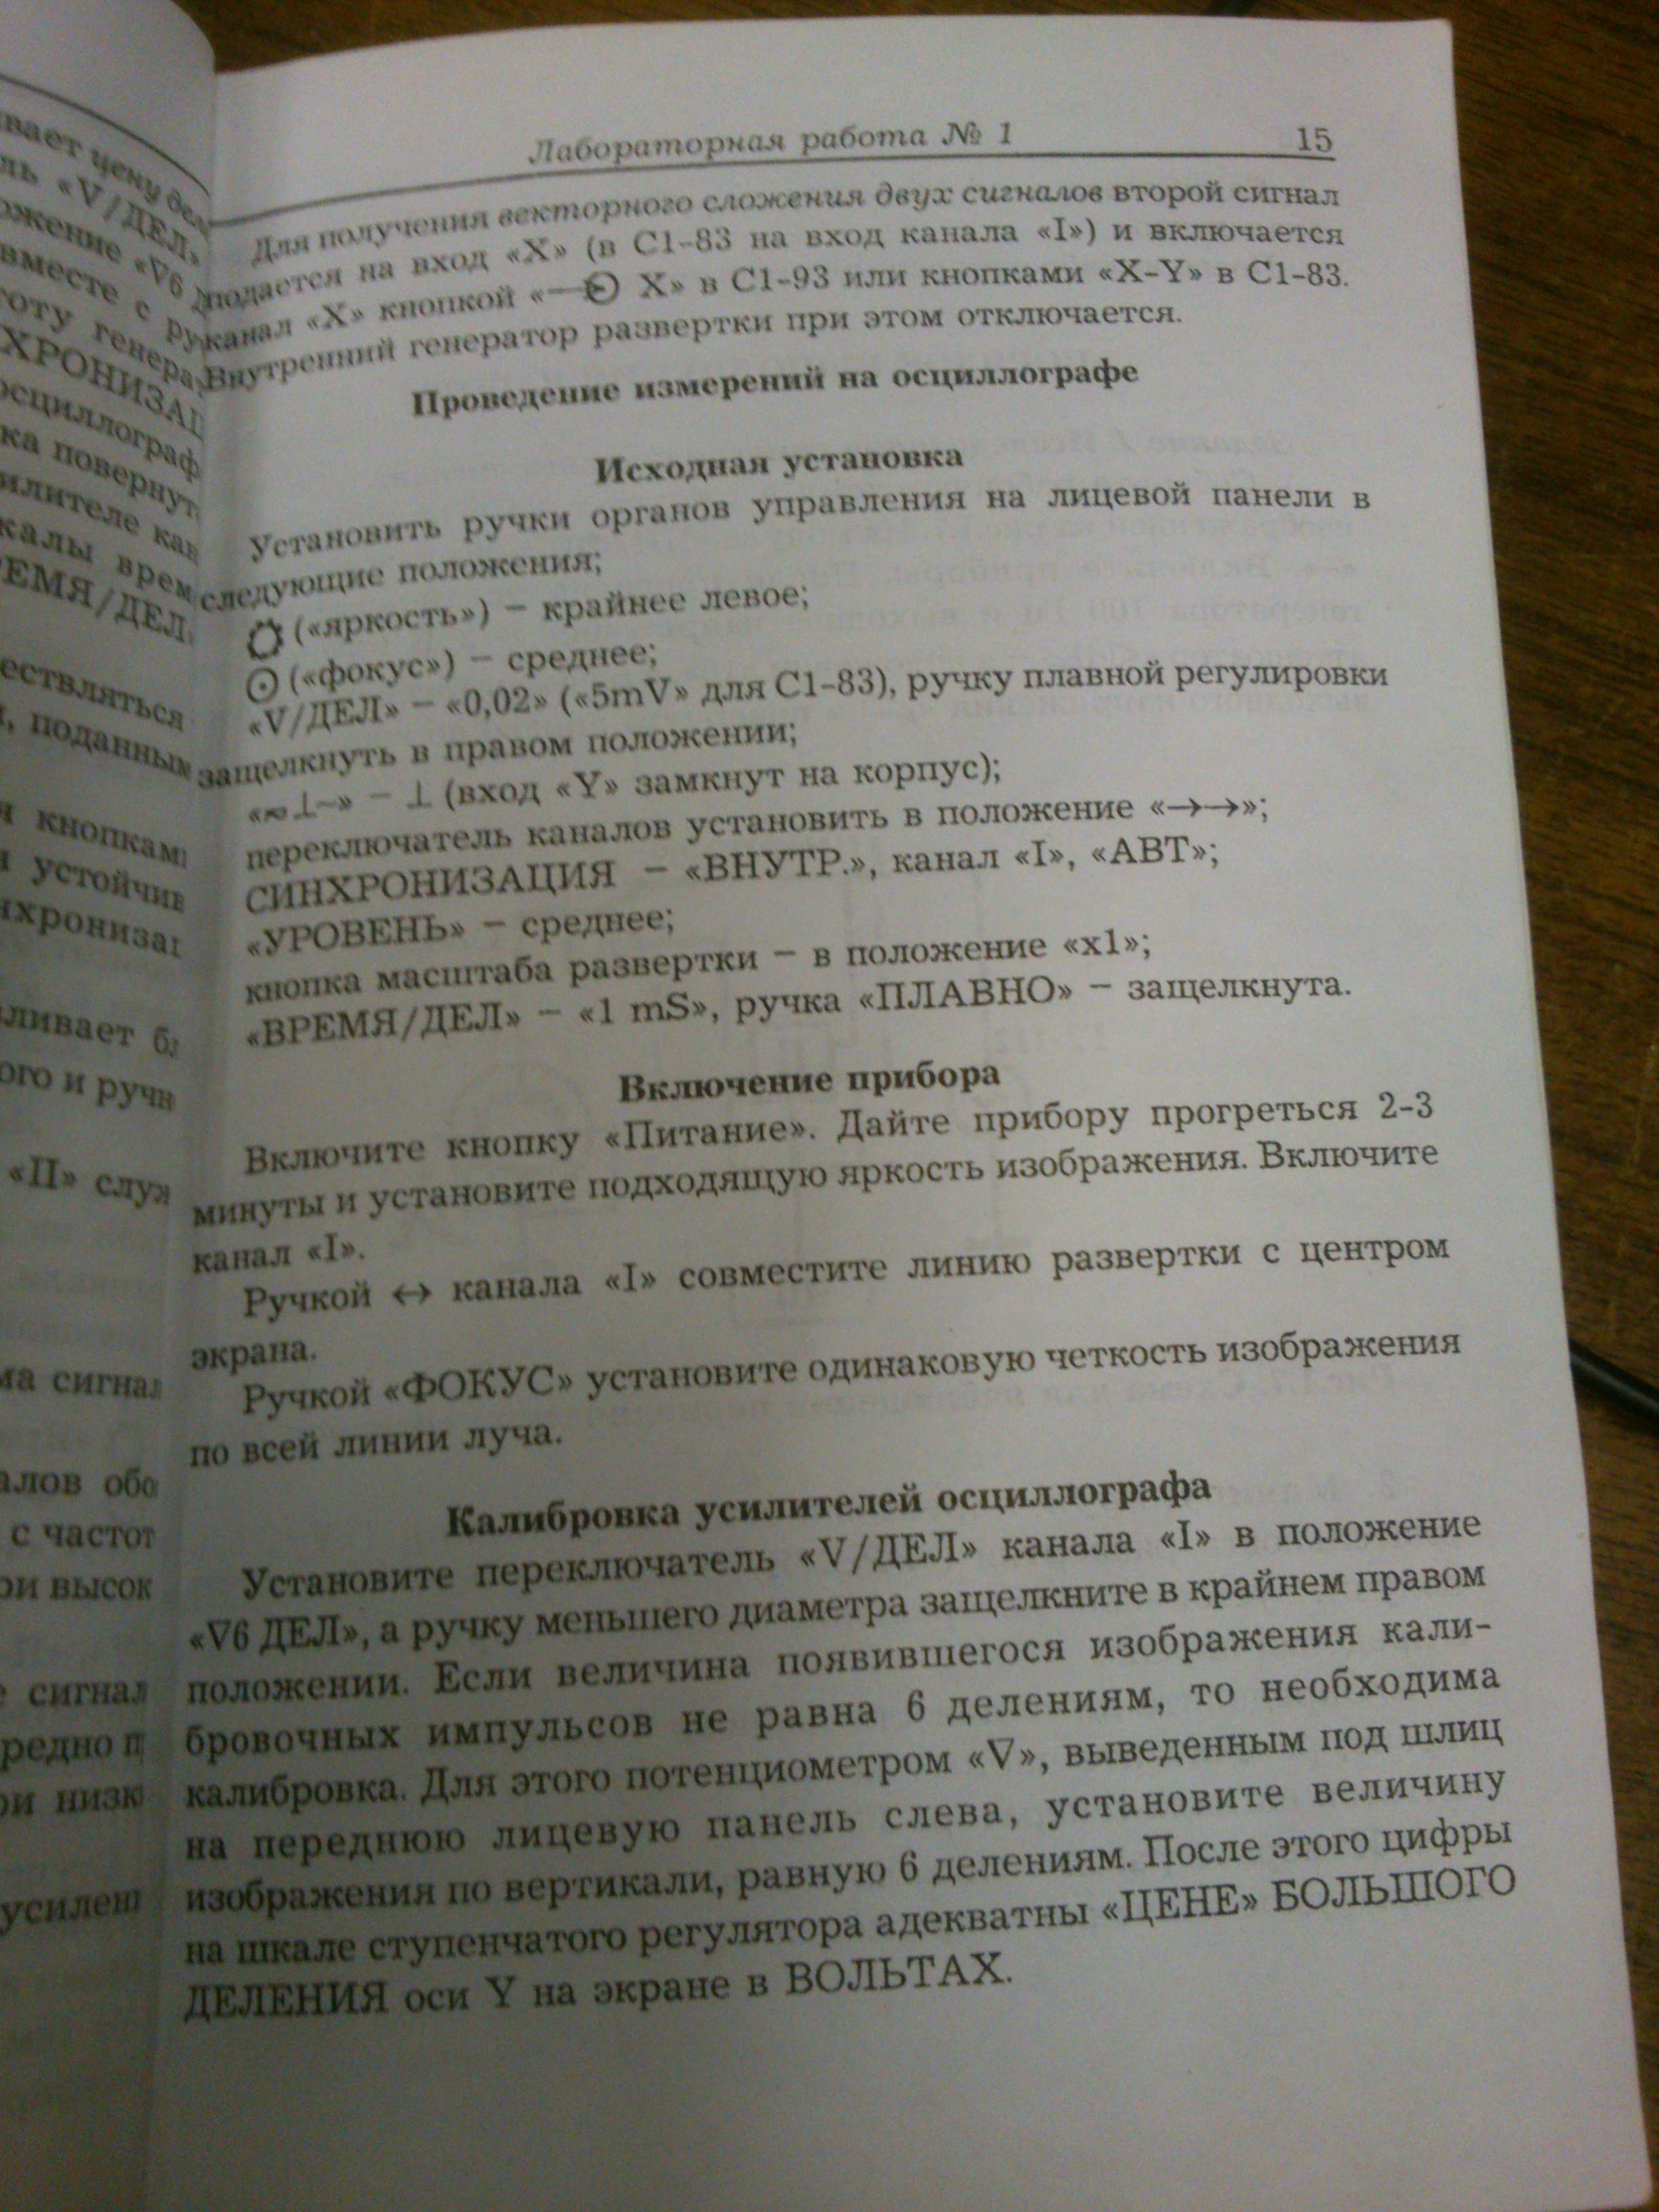 Лабораторная работа № 1 15
Для получения векторного сложения двух сигналов второй сигнал
подается на вход «X» (в С1-83 на вход канала «I») и включается
канал «X» кнопкой «—⊙ X» в С1-93 или кнопками «X-Y» в С1-83.
Внутренний генератор развертки при этом отключается.
Проведение измерений на осциллографе
Исходная установка
Установить ручки органов управления на лицевой панели в
следующие положения;
(«яркость») – крайнее левое;
⊙ («фокус») – среднее;
«V/ДЕЛ» – «0,02» («5mV» для С1-83), ручку плавной регулировки
защелкнуть в правом положении;
«≂⊥~» – ⊥ (вход «Y» замкнут на корпус);
переключатель каналов установить в положение «→→»;
СИНХРОНИЗАЦИЯ – «ВНУТР.», канал «I», «АВТ»;
«УРОВЕНЬ» – среднее;
кнопка масштаба развертки – в положение «х1»;
«ВРЕМЯ/ДЕЛ» – «1 mS», ручка «ПЛАВНО» – защелкнута.
Включение прибора
Включите кнопку «Питание». Дайте прибору прогреться 2-3
минуты и установите подходящую яркость изображения. Включите
канал «I».
Ручкой ↔ канала «I» совместите линию развертки с центром
экрана.
Ручкой «ФОКУС» установите одинаковую четкость изображения
по всей линии луча.
Калибровка усилителей осциллографа
Установите переключатель «V/ДЕЛ» канала «I» в положение
«V6 ДЕЛ», а ручку меньшего диаметра защелкните в крайнем правом
положении. Если величина появившегося изображения кали-
бровочных импульсов не равна 6 делениям, то необходима
калибровка. Для этого потенциометром «V», выведенным под шлиц
на переднюю лицевую панель слева, установите величину
изображения по вертикали, равную 6 делениям. После этого цифры
на шкале ступенчатого регулятора адекватны «ЦЕНЕ» БОЛЬШОГО
ДЕЛЕНИЯ оси Y на экране в ВОЛЬТАХ.